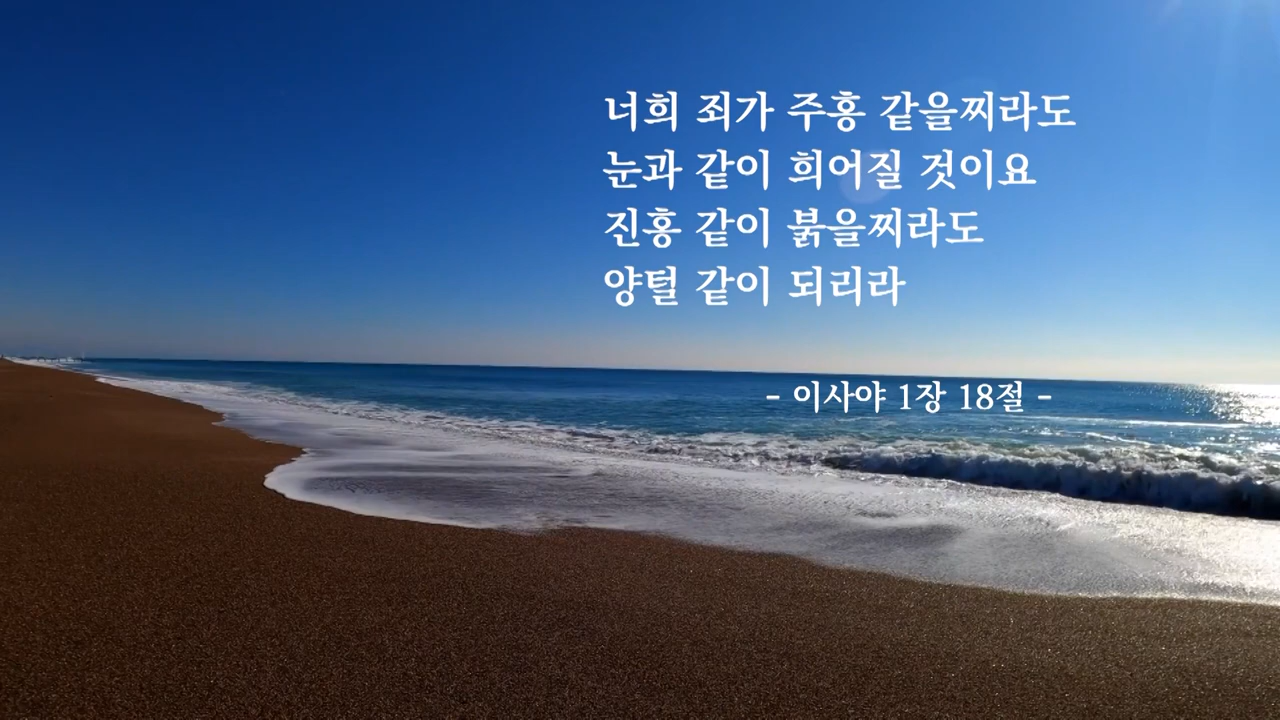 너희 죄가 주홍 같을찌라도
눈과 같이 희어질 것이요
진홍 같이 붉을찌라도
양털 같이 되리라
- 이사야 1장 18절 -